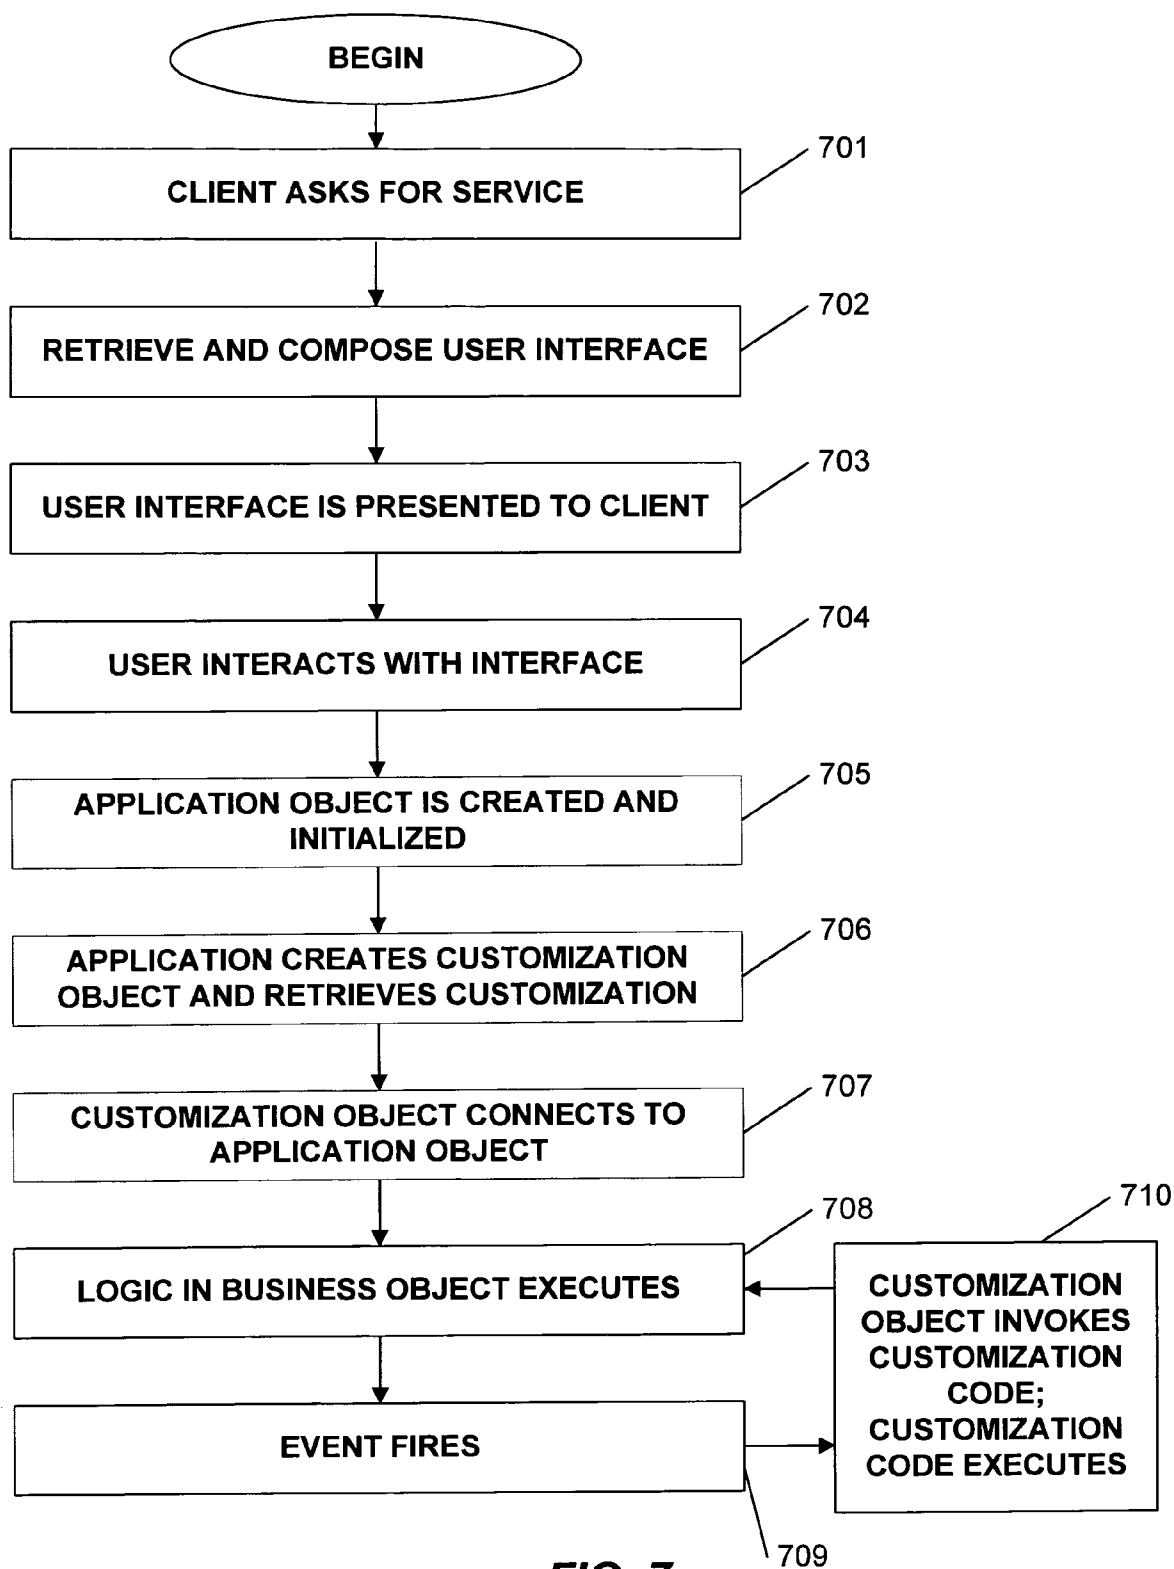 BEGIN
701
CLIENT ASKS FOR SERVICE
702
RETRIEVE AND COMPOSE USER INTERFACE
703
USER INTERFACE IS PRESENTED TO CLIENT
704
USER INTERACTS WITH INTERFACE
705
APPLICATION OBJECT IS CREATED AND
INITIALIZED
706
APPLICATION CREATES CUSTOMIZATION
OBJECT AND RETRIEVES CUSTOMIZATION
707
CUSTOMIZATION OBJECT CONNECTS TO
APPLICATION OBJECT
708
LOGIC IN BUSINESS OBJECT EXECUTES
710
CUSTOMIZATION
OBJECT INVOKES
CUSTOMIZATION
CODE;
CUSTOMIZATION
CODE EXECUTES
EVENT FIRES
709
FIG. 7